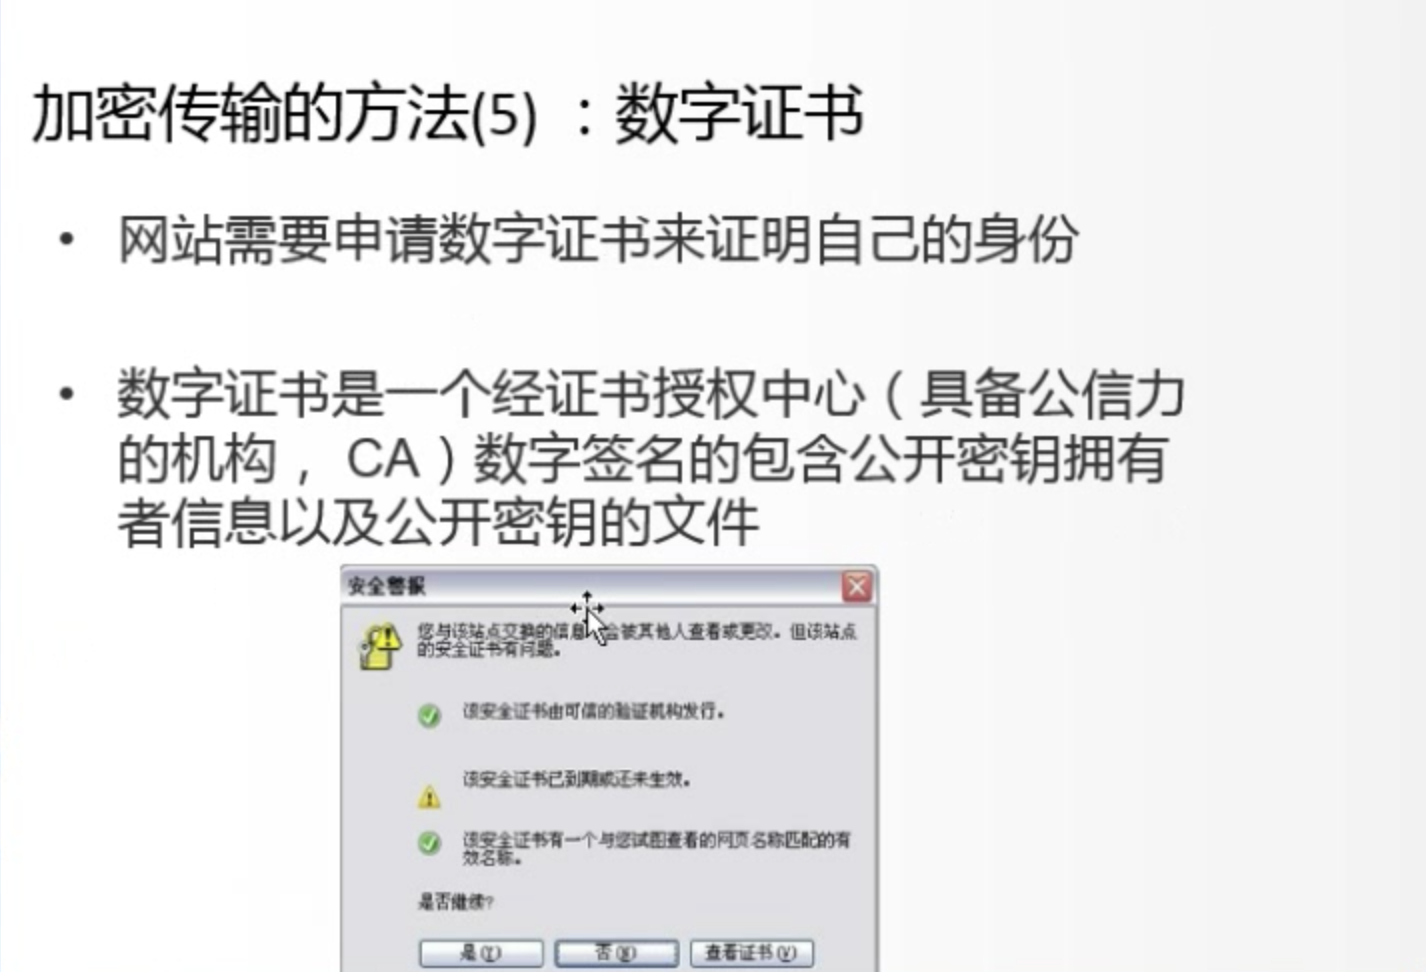 加密传输的方法(5) ：数字证书
• 网站需要申请数字证书来证明自己的身份
• 数字证书是一个经证书授权中心（具备公信力
的机构， CA）数字签名的包含公开密钥拥有
者信息以及公开密钥的文件
安全警报
您与该站点交换的信息 会被其他人查看或更改。但该站点
的安全证书有问题。
该安全证书由可信的验证机构发行。
该安全证书已到期或还未生效。
该安全证书有一个与您试图查看的网页名称匹配的有
效名称。
是否继续?
是(Y)
否(N)
查看证书(V)